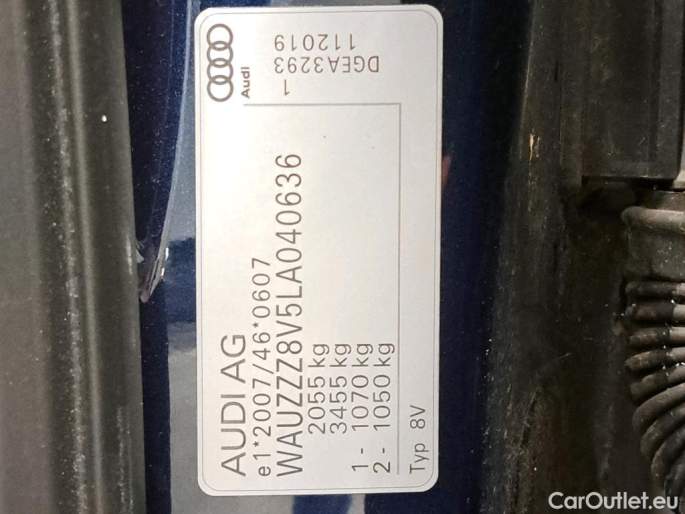 AUDI AG
e1*2007/46*0607
WAUZZZ8V5LA040636
2055 kg
3455 kg
1 - 1070 kg
2 - 1050 kg
Typ 8V
Audi
1
DGEA3293
112019
CarOutlet.eu